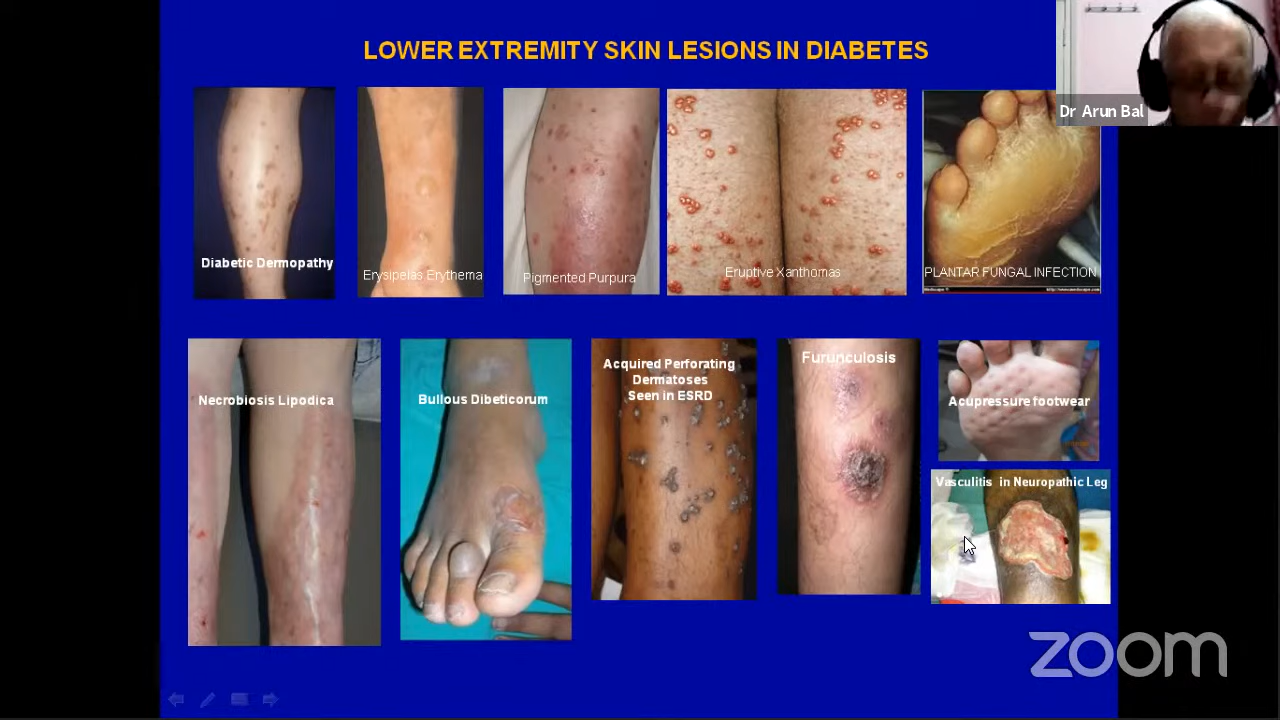 LOWER EXTREMITY SKIN LESIONS IN DIABETES
Dr Arun Bal
Diabetic Dermopathy
Erysipelas Erythema
Pigmented Purpura
Eruptive Xanthomas
PLANTAR FUNGAL INFECTION
Necrobiosis Lipodica
Bullous Dibeticorum
Acquired Perforating
Dermatoses
Seen in ESRD
Furunculosis
Acupressure footwear
Vasculitis in Neuropathic Leg
zoom